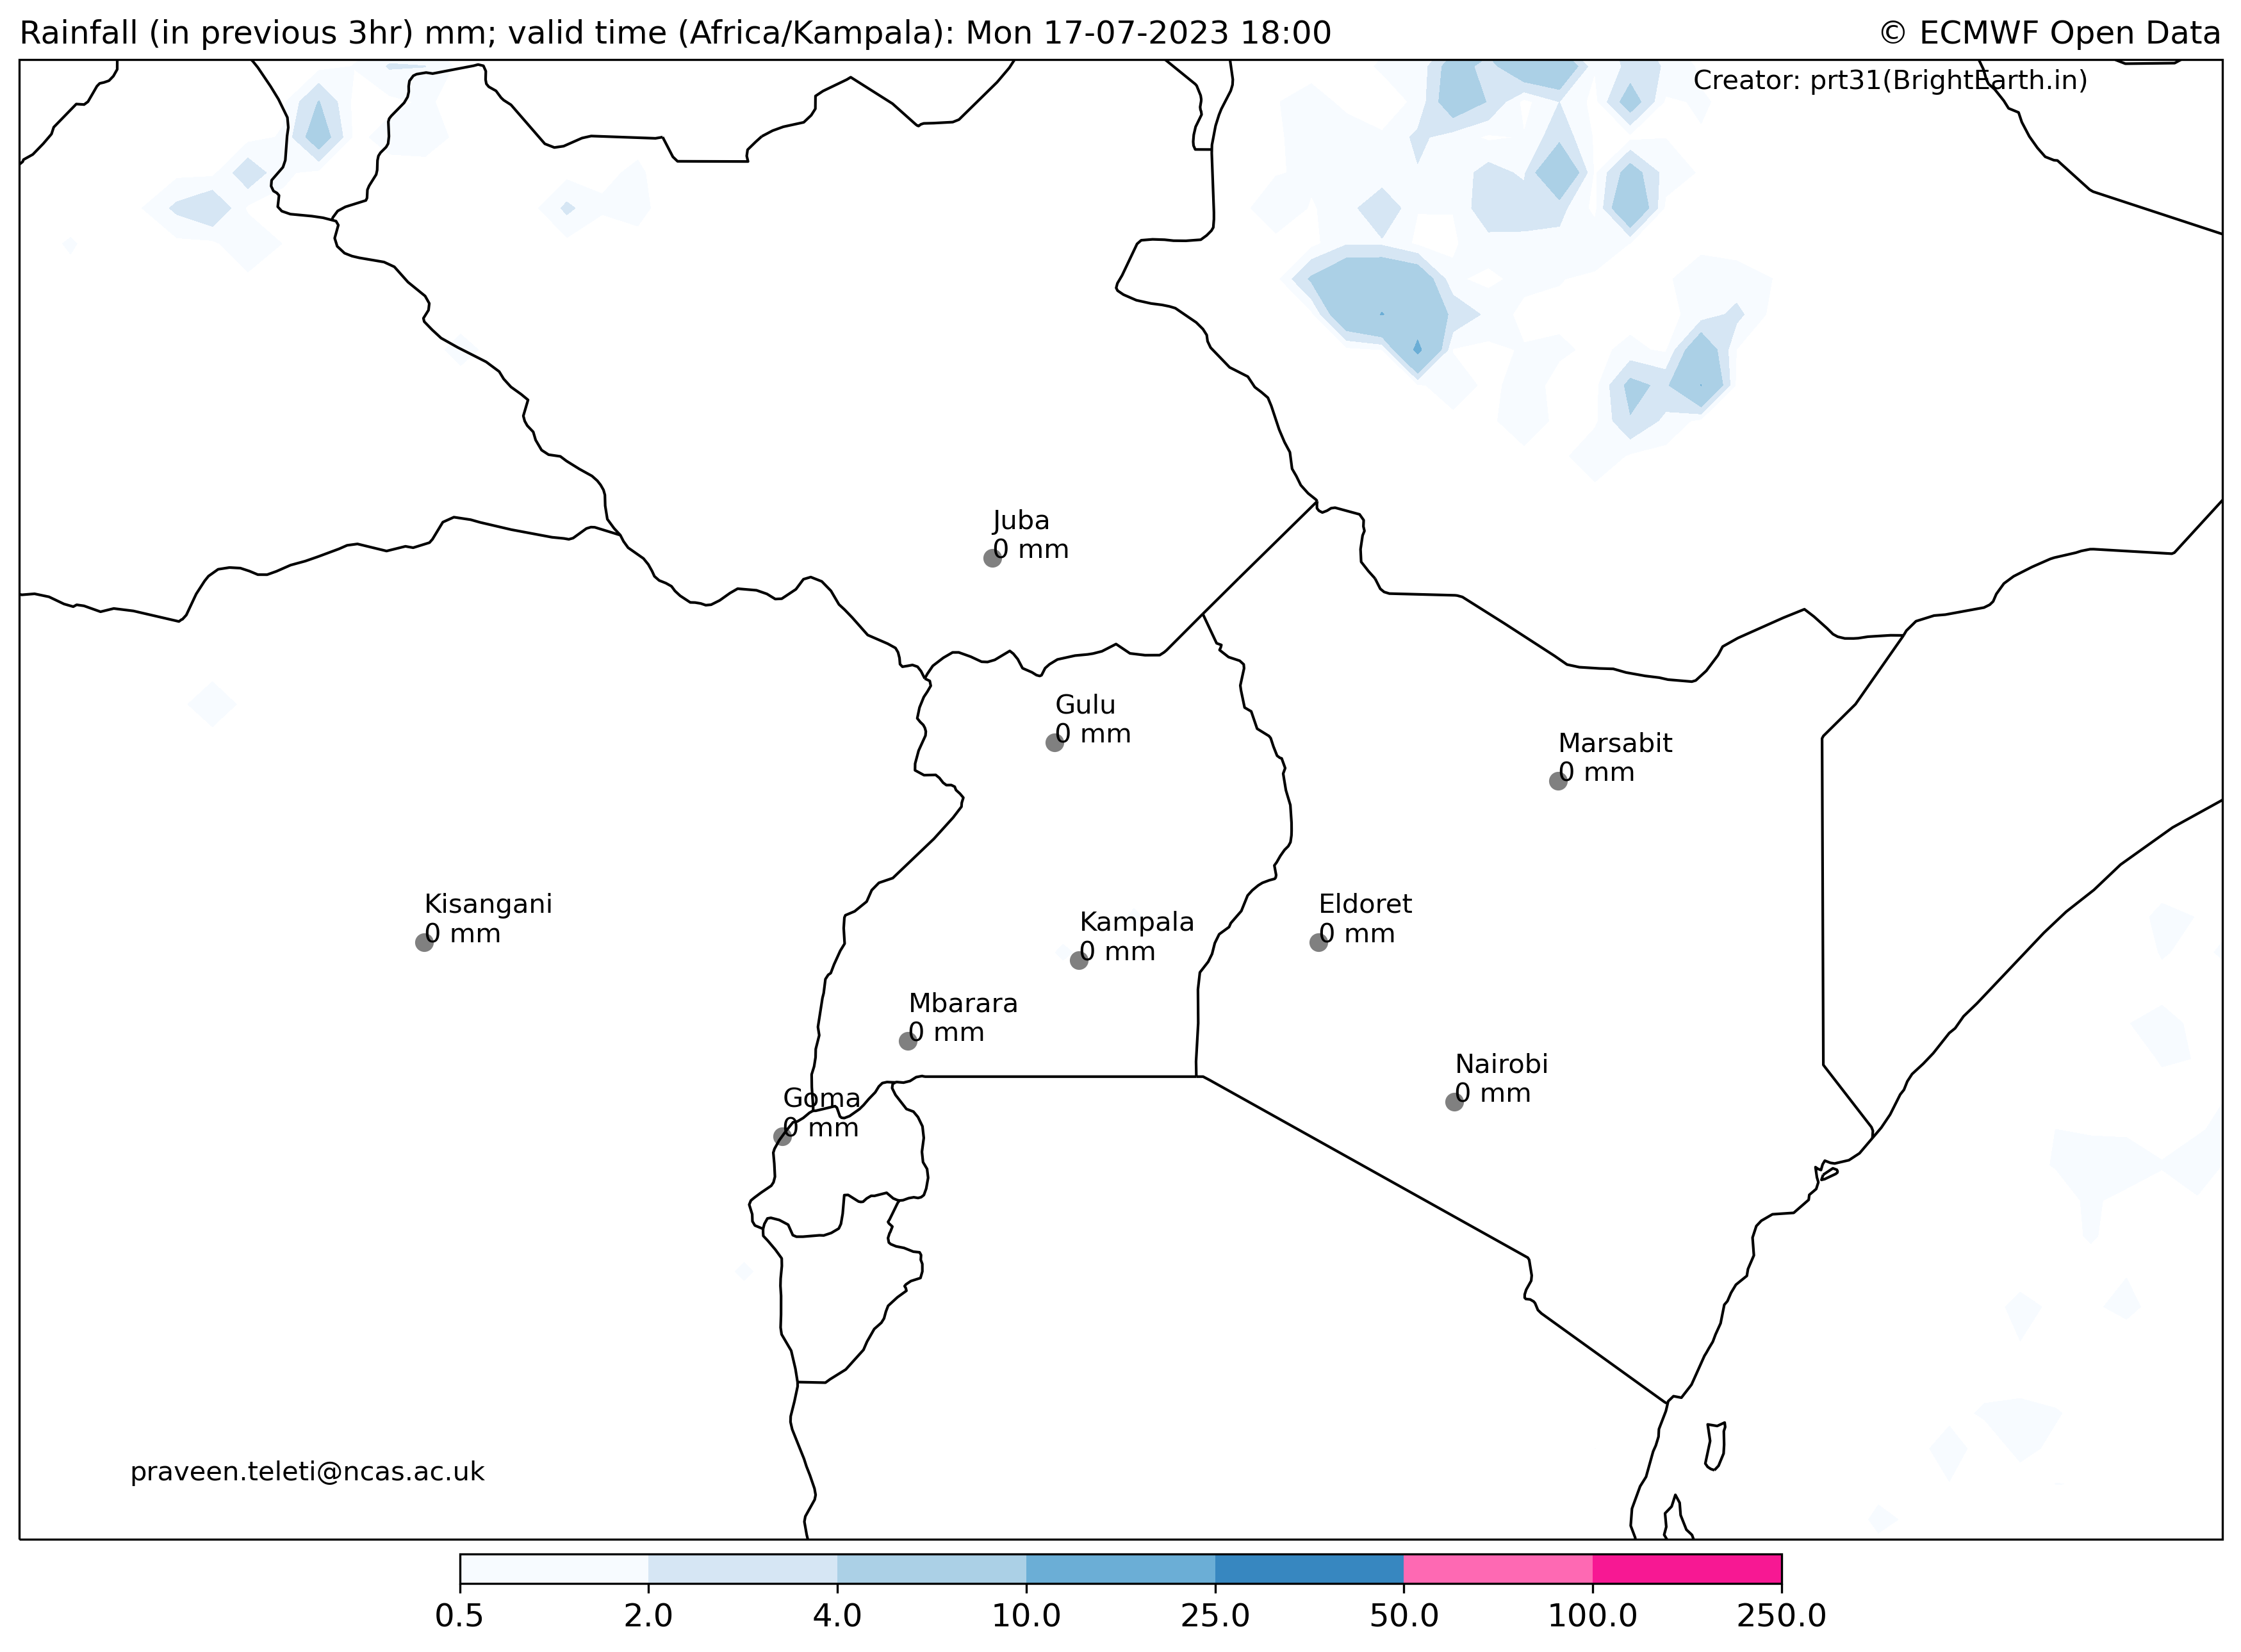 Rainfall (in previous 3hr) mm; valid time (Africa/Kampala): Mon 17-07-2023 18:00
© ECMWF Open Data
Creator: prt31(BrightEarth.in)
Juba
0 mm
Gulu
0 mm
Marsabit
0 mm
Kisangani
0 mm
Eldoret
0 mm
Kampala
0 mm
Mbarara
0 mm
Nairobi
0 mm
Goma
0 mm
praveen.teleti@ncas.ac.uk
0.5 2.0 4.0 10.0 25.0 50.0 100.0 250.0